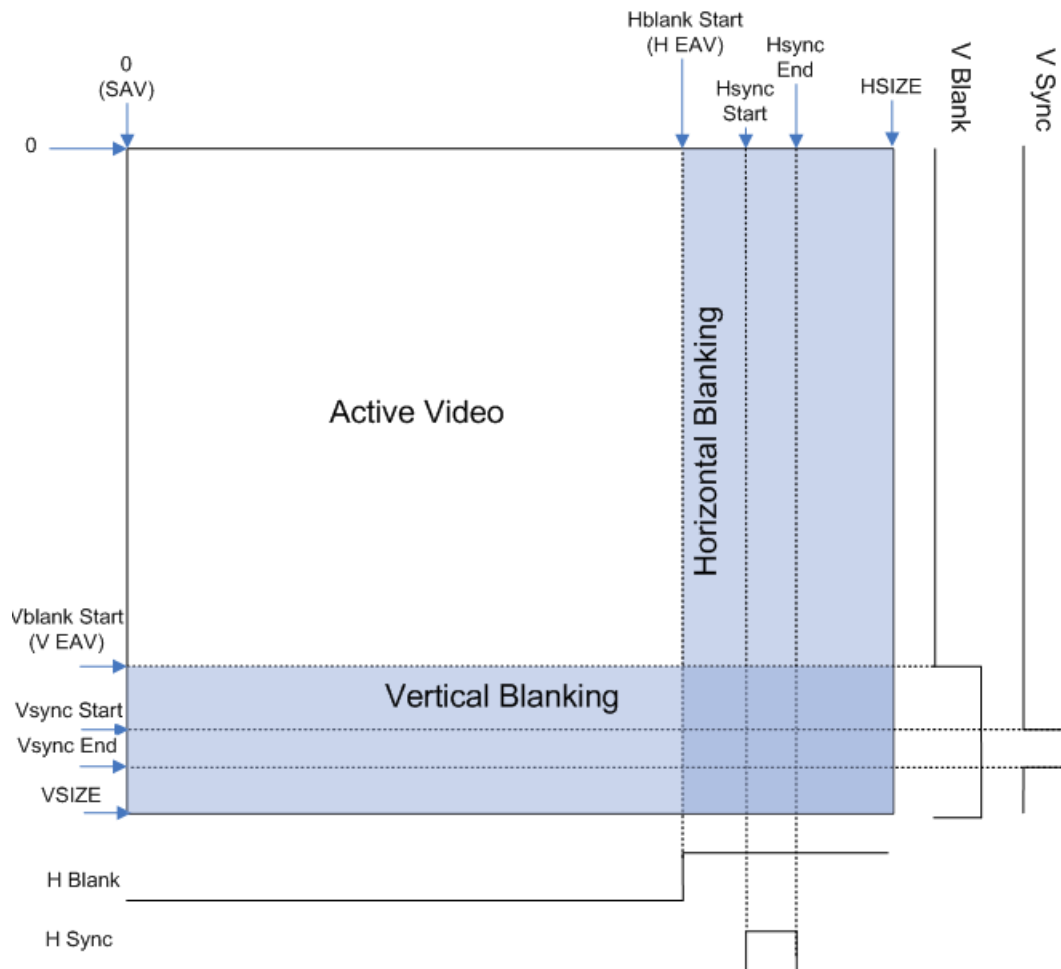 Hblank Start
(H EAV)
0
(SAV)
Hsync
End
Hsync
Start
HSIZE
V Blank
V Sync
0
Active Video
Horizontal Blanking
Vblank Start
(V EAV)
Vertical Blanking
Vsync Start
Vsync End
VSIZE
H Blank
H Sync